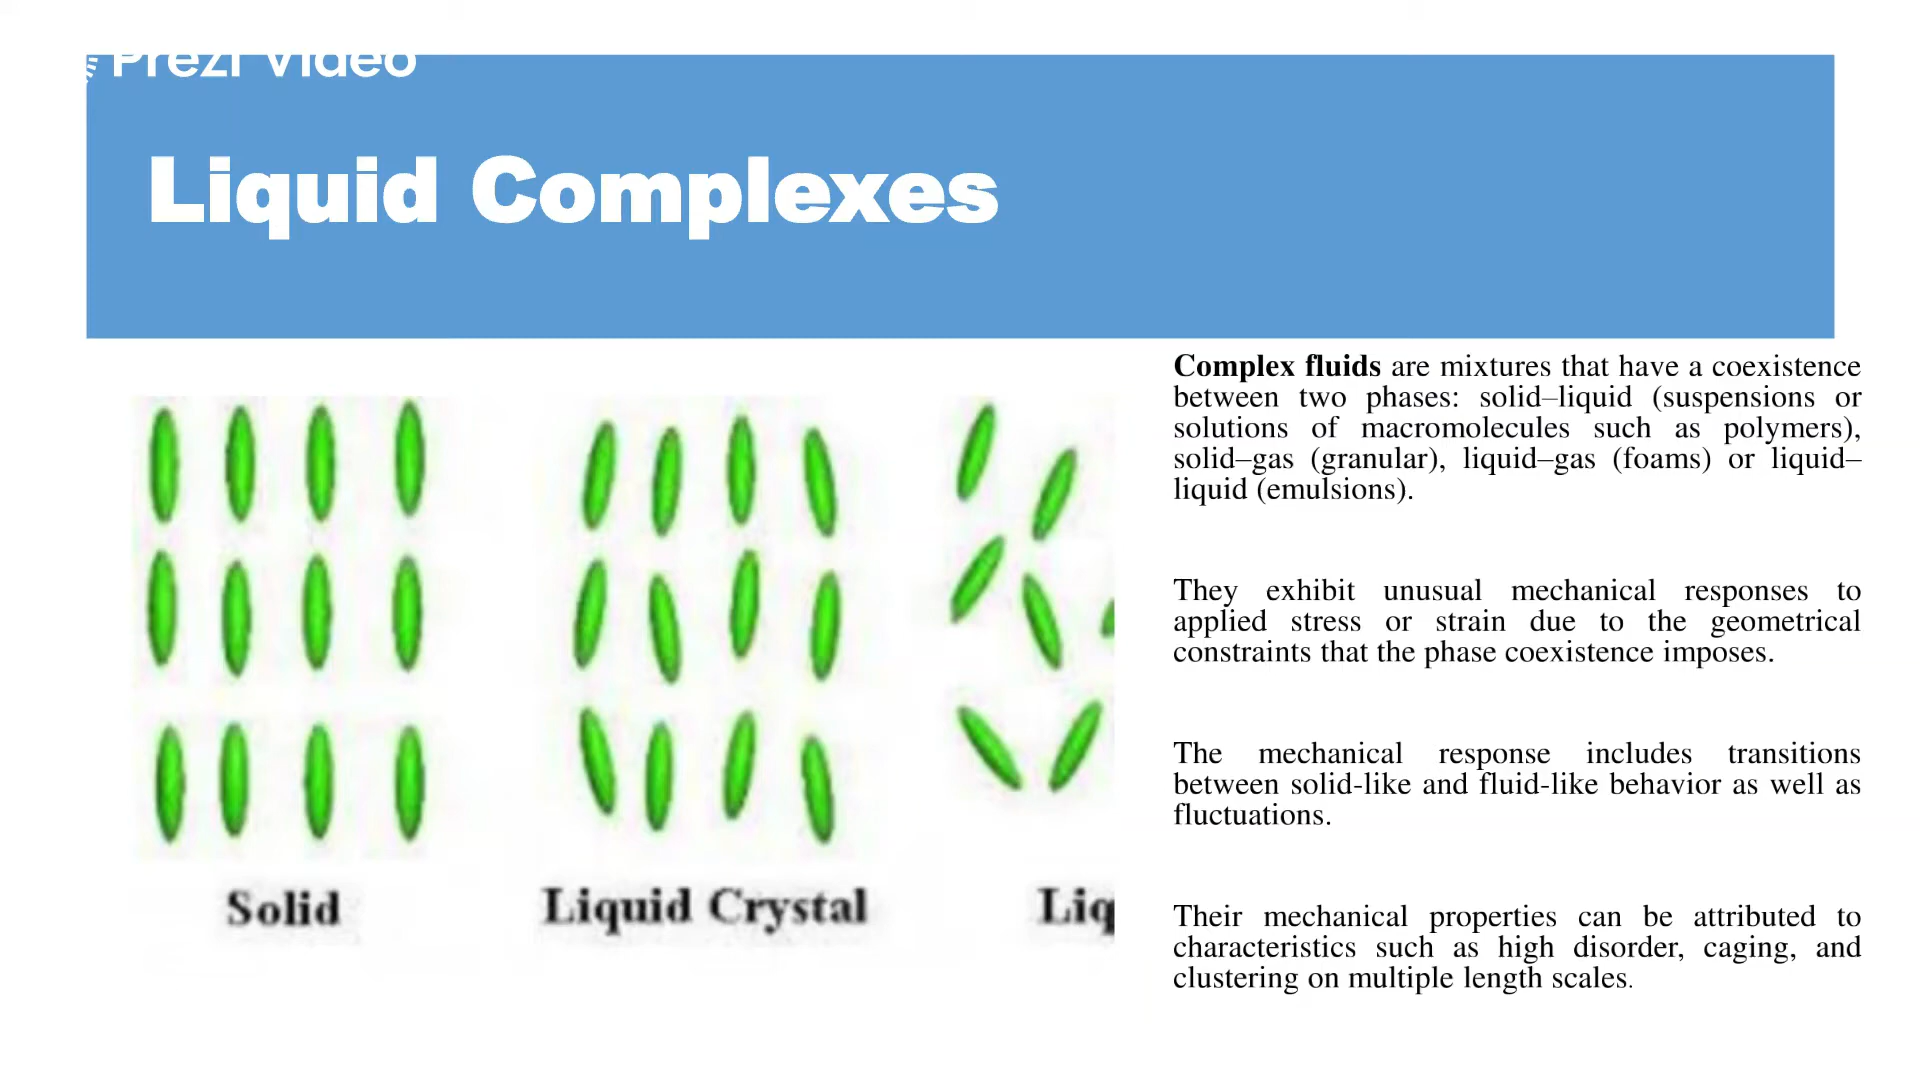 Prezi Video
Liquid Complexes
Complex fluids are mixtures that have a coexistence
between two phases: solid–liquid (suspensions or
solutions of macromolecules such as polymers),
solid–gas (granular), liquid–gas (foams) or liquid–
liquid (emulsions).
They exhibit unusual mechanical responses to
applied stress or strain due to the geometrical
constraints that the phase coexistence imposes.
The mechanical response includes transitions
between solid-like and fluid-like behavior as well as
fluctuations.
Their mechanical properties can be attributed to
characteristics such as high disorder, caging, and
clustering on multiple length scales.
Solid
Liquid Crystal
Liq